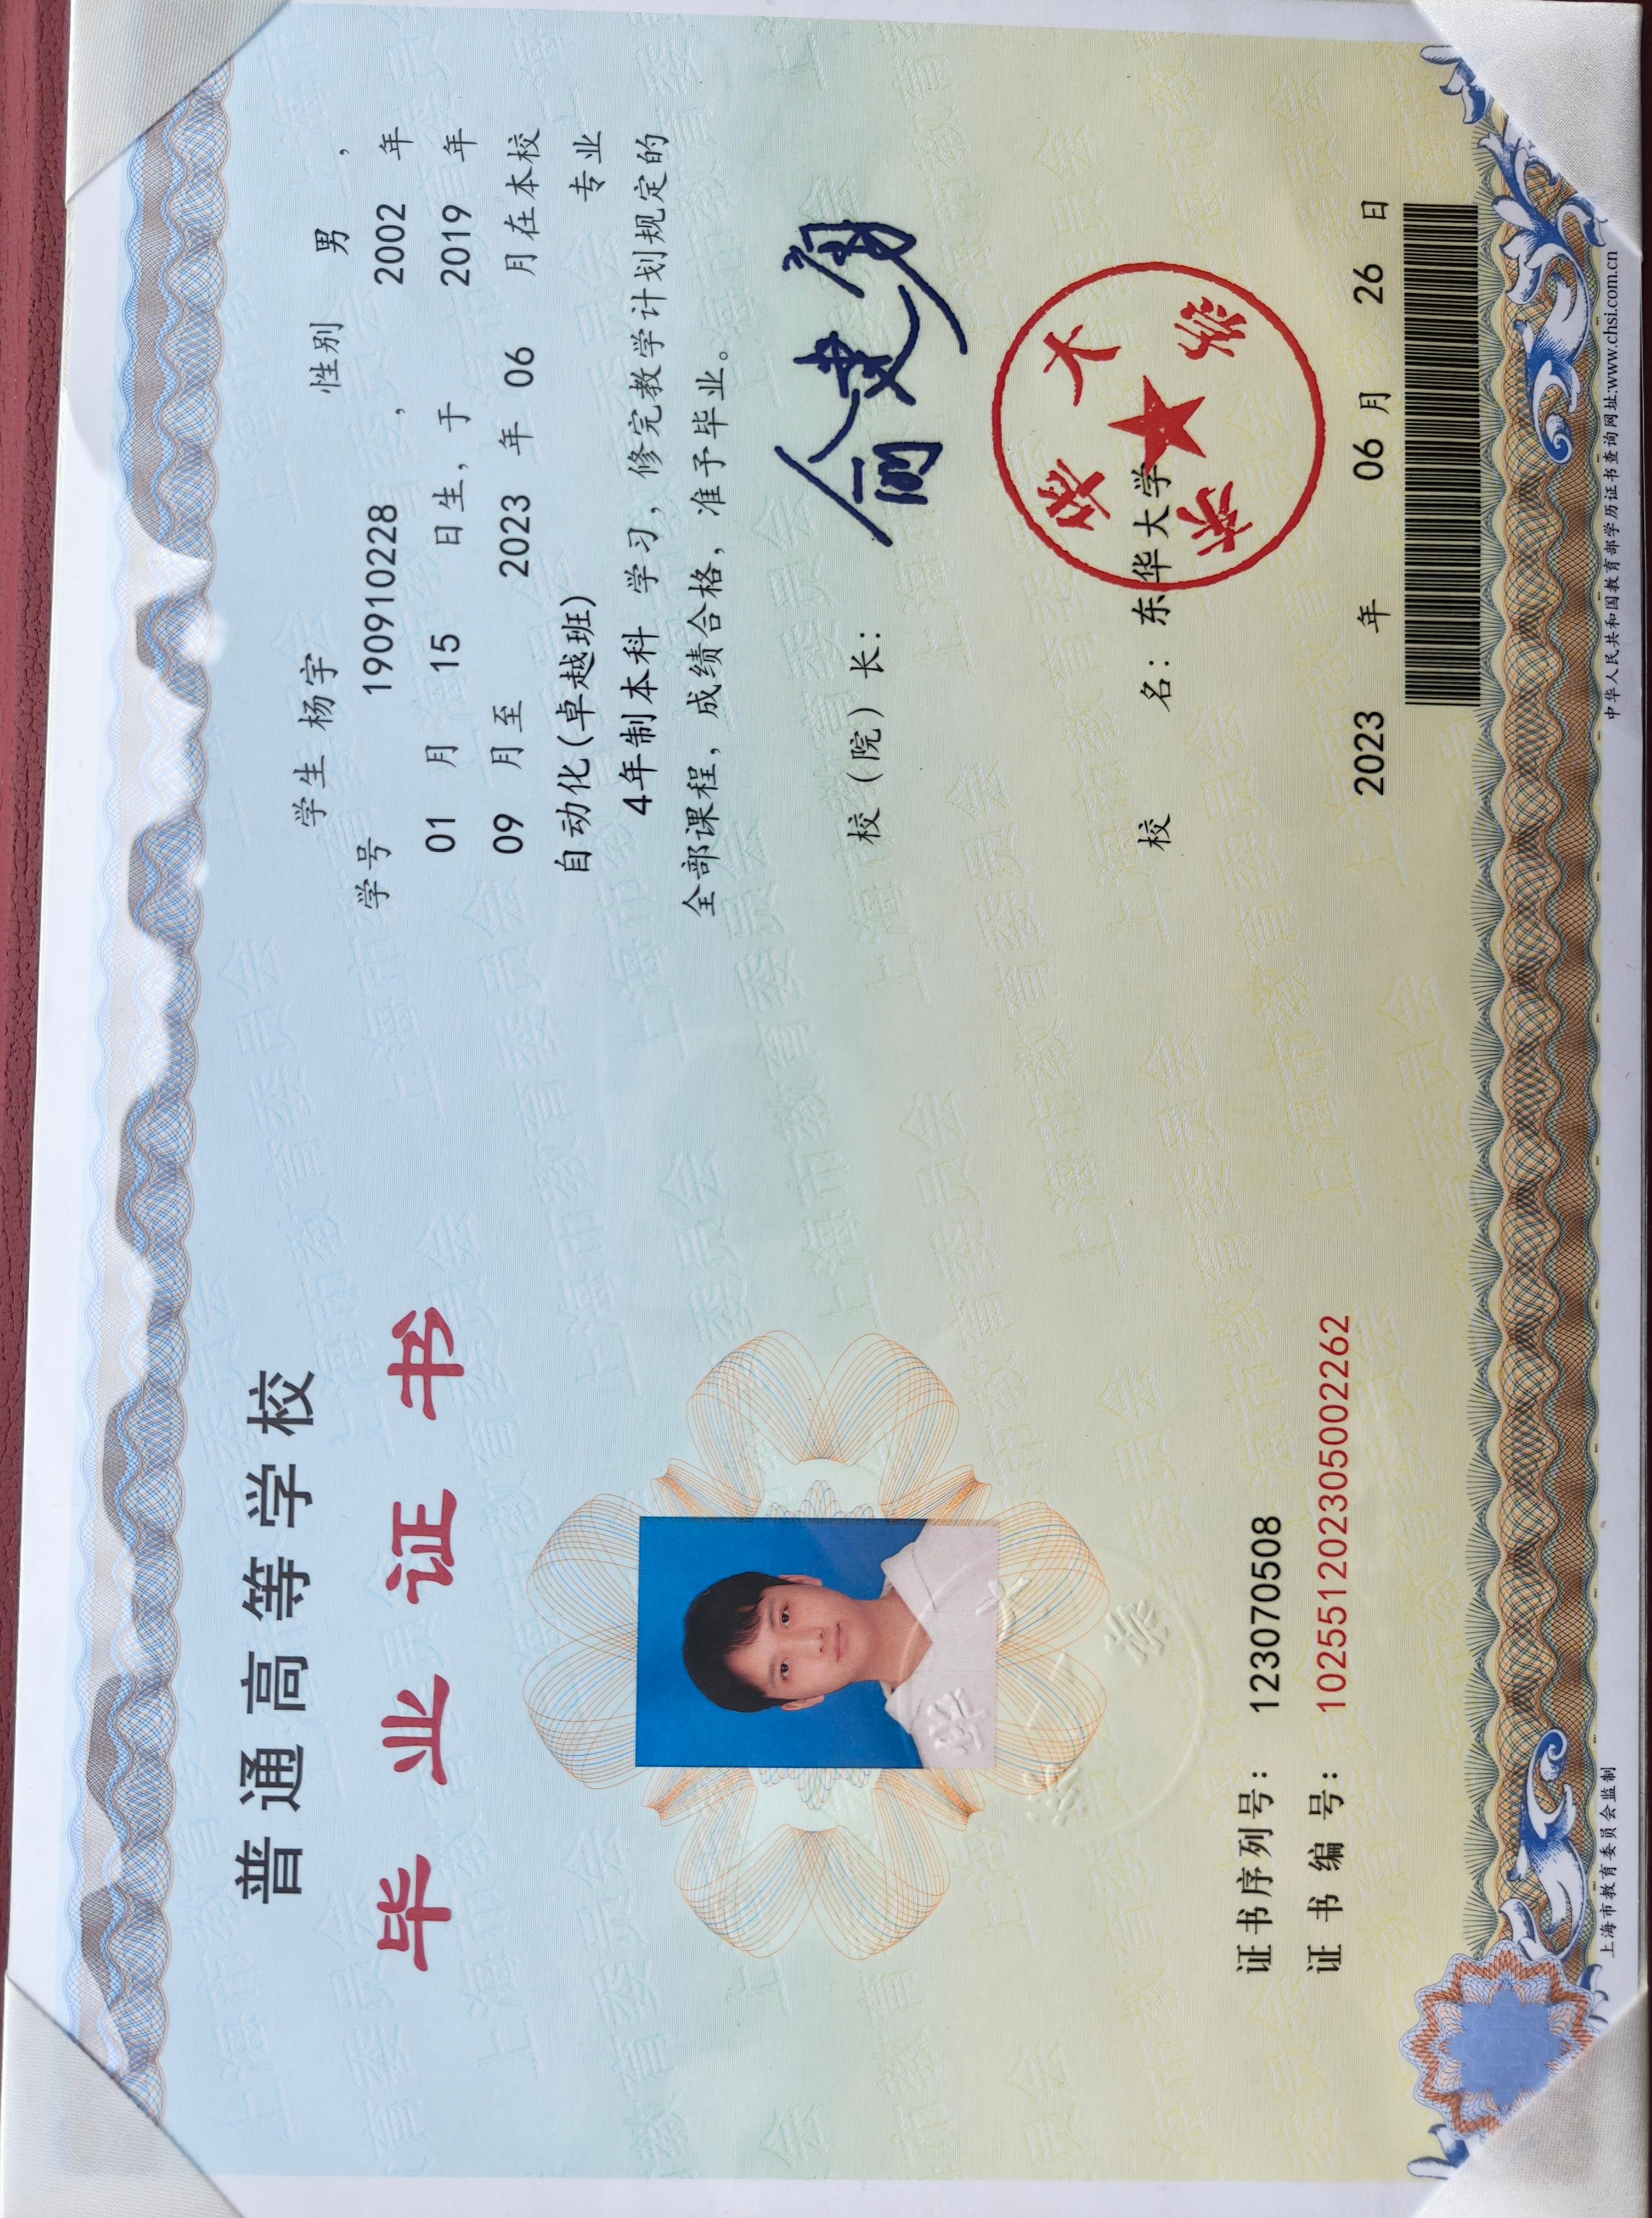 普通高等学校
毕业证书
证书序列号： 123070508
证书编号： 102551202305002262
学生 杨宇 性别 男 ，
学号 190910228 ， 2002 年
01 月 15 日生，于 2019 年
09 月至 2023 年 06 月在本校
自动化(卓越班) 专业
4年制本科 学习，修完教学计划规定的
全部课程，成绩合格，准予毕业。
校（院）长：
校 名：东华大学
东华大学
2023 年 06 月 26 日
上海市教育委员会监制
中华人民共和国教育部学历证书查询网址:www.chsi.com.cn